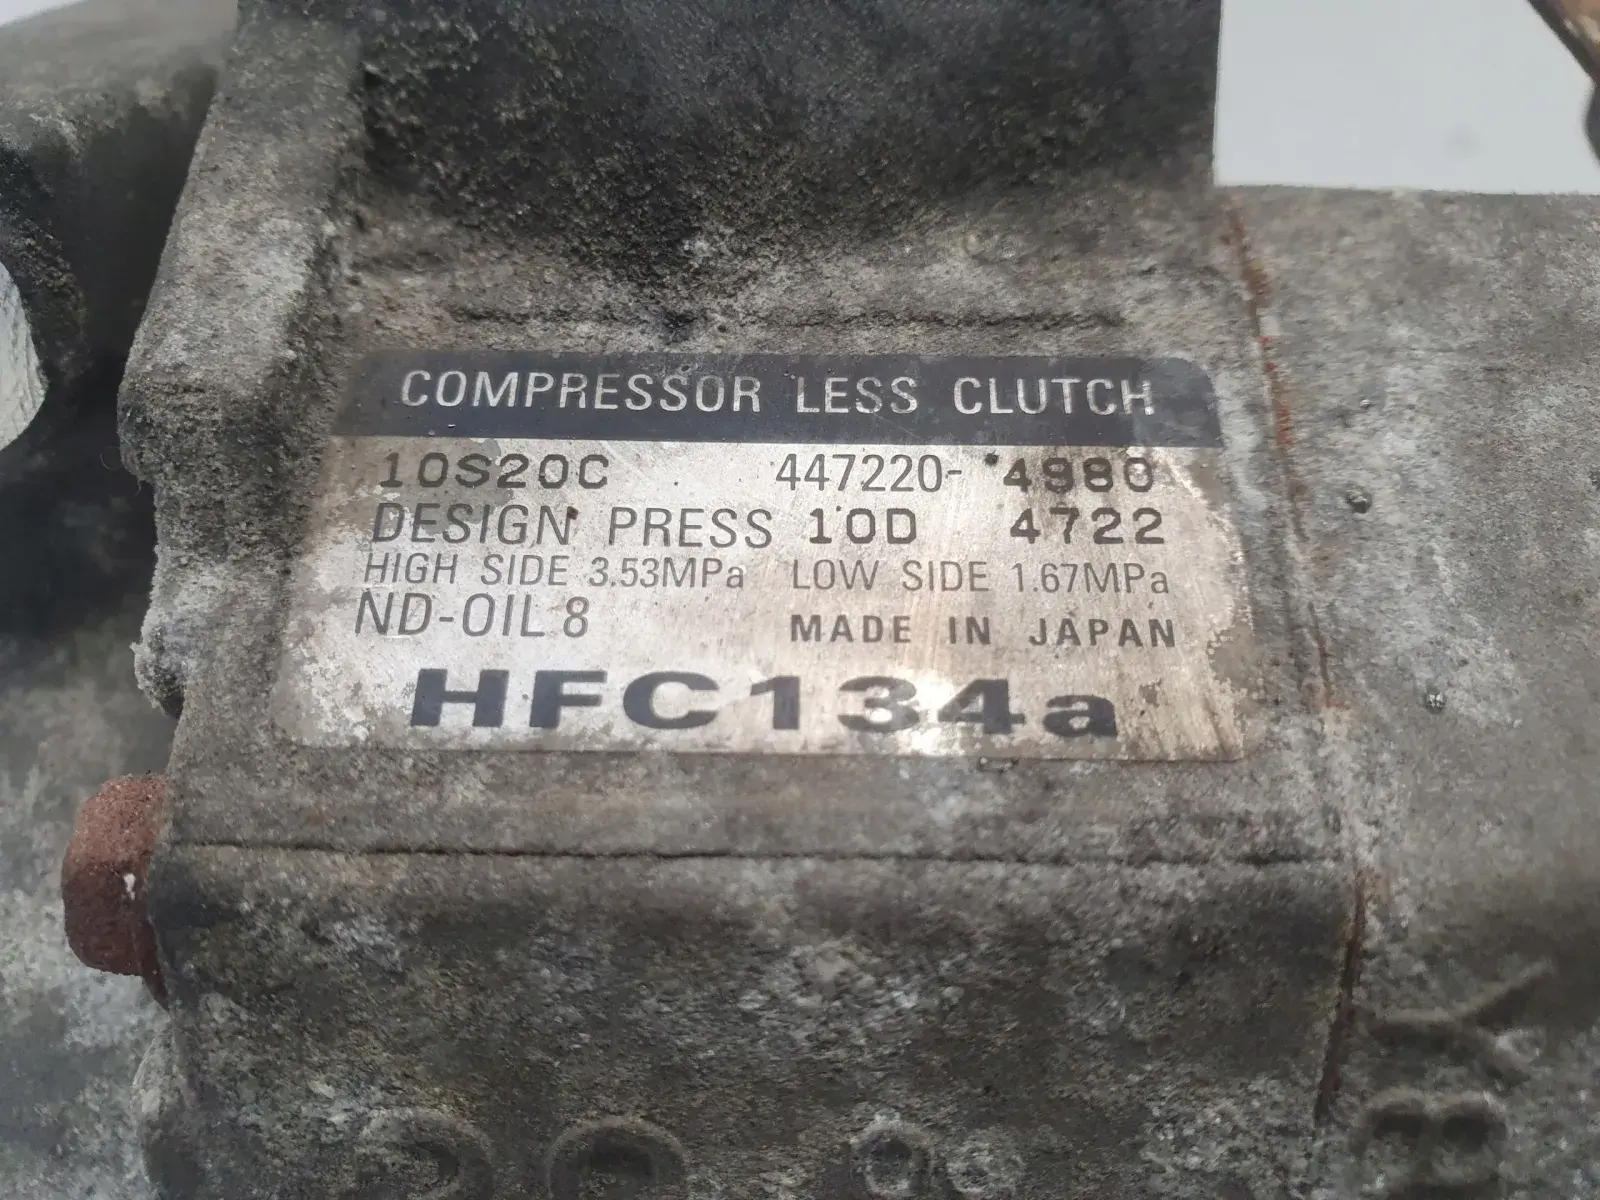 COMPRESSOR LESS CLUTCH
10S20C 447220- 4980
DESIGN PRESS 10D 4722
HIGH SIDE 3.53MPa LOW SIDE 1.67MPa
ND-OIL 8 MADE IN JAPAN
HFC134a